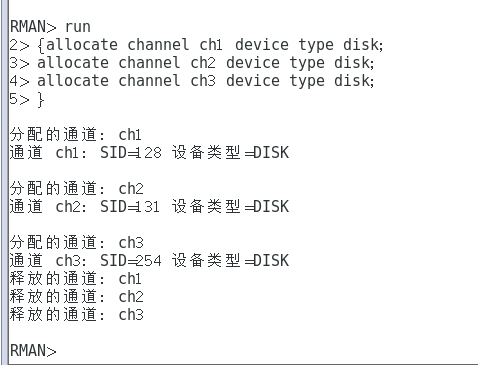 RMAN> run
2> {allocate channel ch1 device type disk;
3> allocate channel ch2 device type disk;
4> allocate channel ch3 device type disk;
5> }
分配的通道: ch1
通道 ch1: SID=128 设备类型=DISK
分配的通道: ch2
通道 ch2: SID=131 设备类型=DISK
分配的通道: ch3
通道 ch3: SID=254 设备类型=DISK
释放的通道: ch1
释放的通道: ch2
释放的通道: ch3
RMAN>